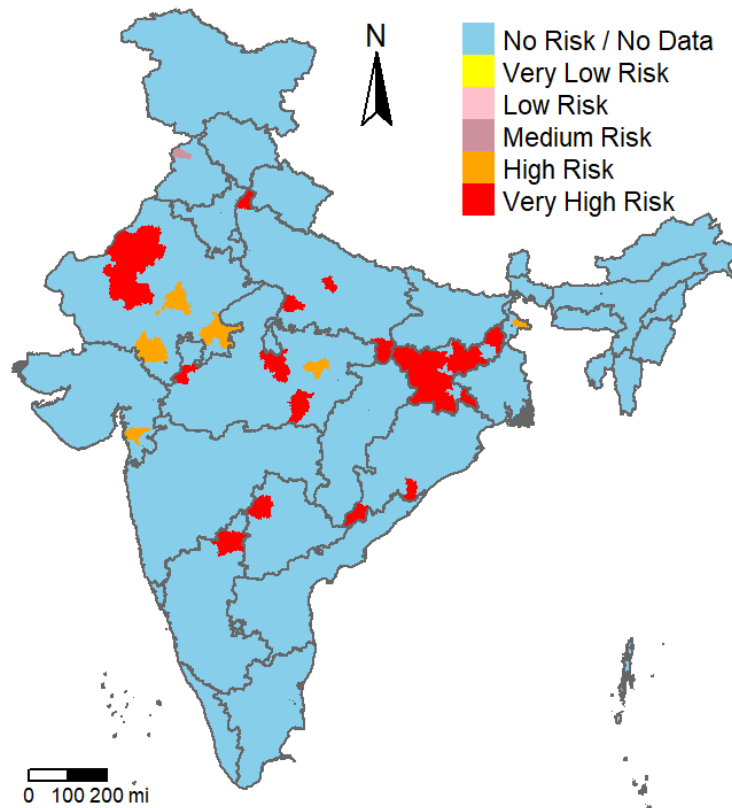 N
No Risk / No Data
Very Low Risk
Low Risk
Medium Risk
High Risk
Very High Risk
0 100 200 mi